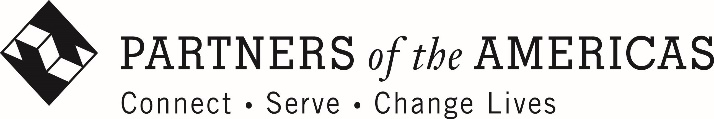 PARTNERS of the AMERICAS
Connect • Serve • Change Lives